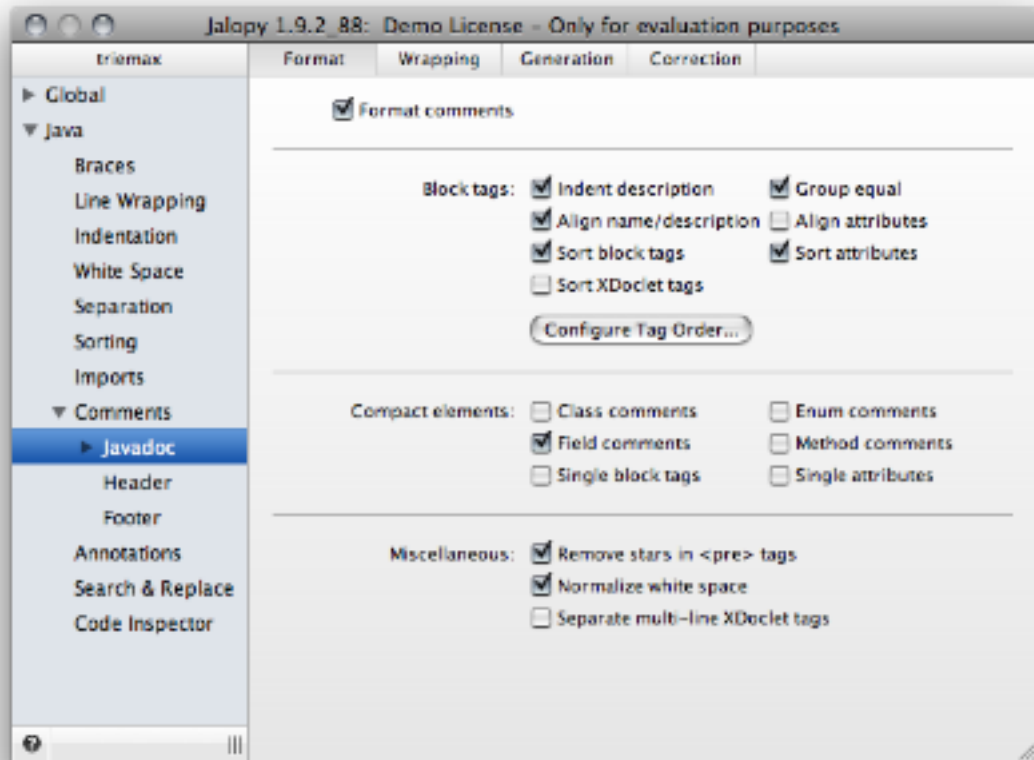 Jalopy 1.9.2_88: Demo License - Only for evaluation purposes
triemax
Format Wrapping Generation Correction
Global
Java
Braces
Line Wrapping
Indentation
White Space
Separation
Sorting
Imports
Comments
Javadoc
Header
Footer
Annotations
Search & Replace
Code Inspector
Format comments
Block tags: Indent description Group equal
Align name/description Align attributes
Sort block tags Sort attributes
Sort XDoclet tags
Configure Tag Order...
Compact elements: Class comments Enum comments
Field comments Method comments
Single block tags Single attributes
Miscellaneous: Remove stars in <pre> tags
Normalize white space
Separate multi-line XDoclet tags
?